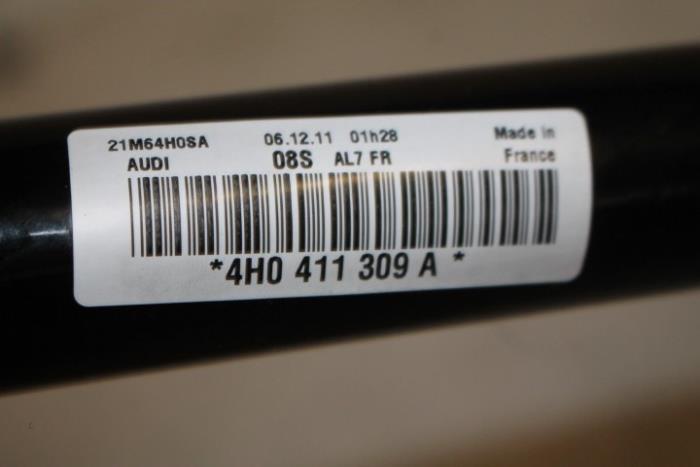 21M64H0SA 06.12.11 01h28 Made in
AUDI 08S AL7 FR France
*4H0 411 309 A *